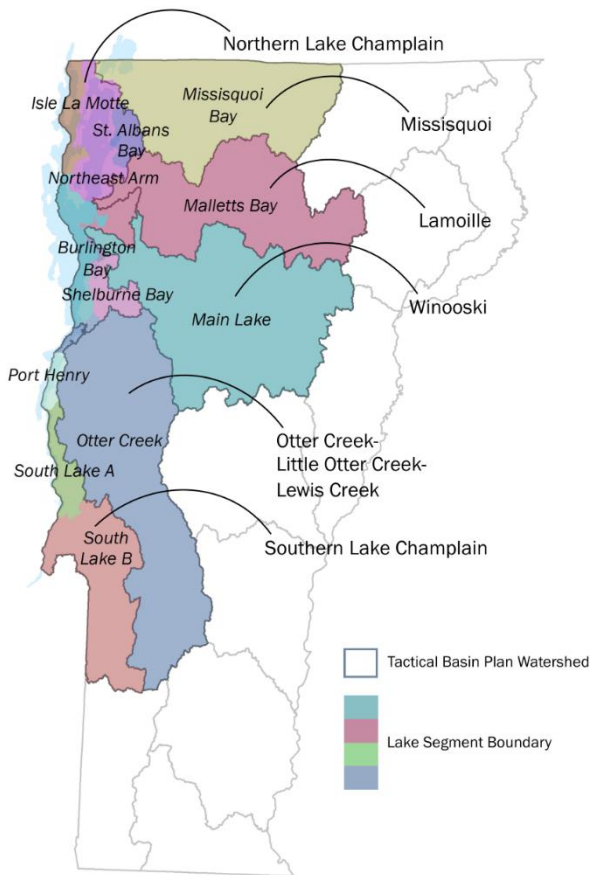 Northern Lake Champlain
Isle La Motte
Missisquoi
Bay
St. Albans
Bay
Missisquoi
Northeast Arm
Malletts Bay
Lamoille
Burlington
Bay
Shelburne Bay
Main Lake
Winooski
Port Henry
Otter Creek
Otter Creek-
Little Otter Creek-
Lewis Creek
South Lake A
South
Lake B
Southern Lake Champlain
Tactical Basin Plan Watershed
Lake Segment Boundary